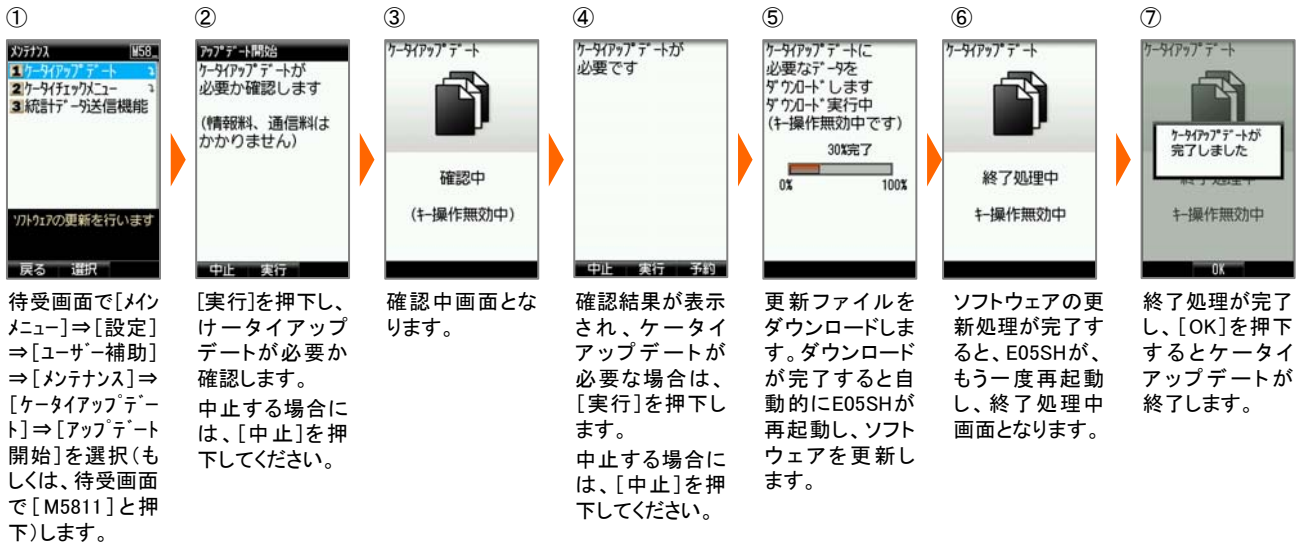 ①
メンテナンス M58_
1ケータイアップデート
2ケータイチェックメニュー
3統計データ送信機能
ソフトウェアの更新を行います
戻る 選択
待受画面で[メイン
メニュー]⇒[設定]
⇒[ユーザー補助]
⇒[メンテナンス]⇒
[ケータイアップデー
ト]⇒[アップデート
開始]を選択(も
しくは、待受画面
で[M5811]と押
下)します。
②
アップデート開始
ケータイアップデートが
必要か確認します
(情報料、通信料は
かかりません)
中止 実行
[実行]を押下し、
けータイアップ
デートが必要か
確認します。
中止する場合に
は、[中止]を押
下してください。
③
ケータイアップデート
確認中
(キー操作無効中)
確認中画面とな
ります。
④
ケータイアップデートが
必要です
中止 実行 予約
確認結果が表示
され、ケータイ
アップデートが
必要な場合は、
[実行]を押下し
ます。
中止する場合に
は、[中止]を押
下してください。
⑤
ケータイアップデートに
必要なデータを
ダウンロードします
ダウンロード実行中
(キー操作無効中です)
30%完了
0% 100%
更新ファイルを
ダウンロードしま
す。ダウンロード
が完了すると自
動的にE05SHが
再起動し、ソフト
ウェアを更新し
ます。
⑥
ケータイアップデート
終了処理中
キー操作無効中
ソフトウェアの更
新処理が完了す
ると、E05SHが、
もう一度再起動
し、終了処理中
画面となります。
⑦
ケータイアップデート
ケータイアップデートが
完了しました
終了処理中
キー操作無効中
OK
終了処理が完了
し、[OK]を押下
するとケータイ
アップデートが
終了します。